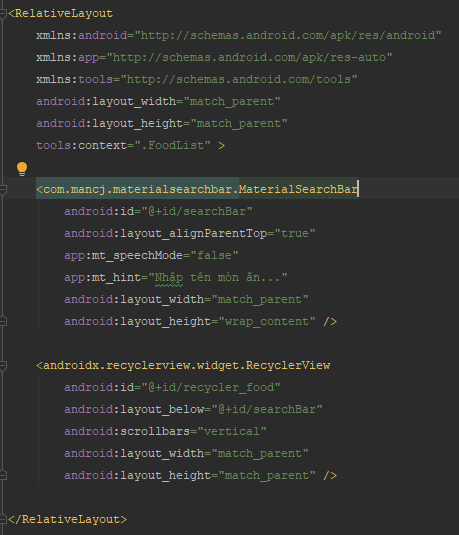 <RelativeLayout
xmlns:android="http://schemas.android.com/apk/res/android"
xmlns:app="http://schemas.android.com/apk/res-auto"
xmlns:tools="http://schemas.android.com/tools"
android:layout_width="match_parent"
android:layout_height="match_parent"
tools:context=".FoodList" >
<com.mancj.materialsearchbar.MaterialSearchBar
android:id="@+id/searchBar"
android:layout_alignParentTop="true"
app:mt_speechMode="false"
app:mt_hint="Nhập tên món ăn..."
android:layout_width="match_parent"
android:layout_height="wrap_content" />
<androidx.recyclerview.widget.RecyclerView
android:id="@+id/recycler_food"
android:layout_below="@+id/searchBar"
android:scrollbars="vertical"
android:layout_width="match_parent"
android:layout_height="match_parent" />
</RelativeLayout>